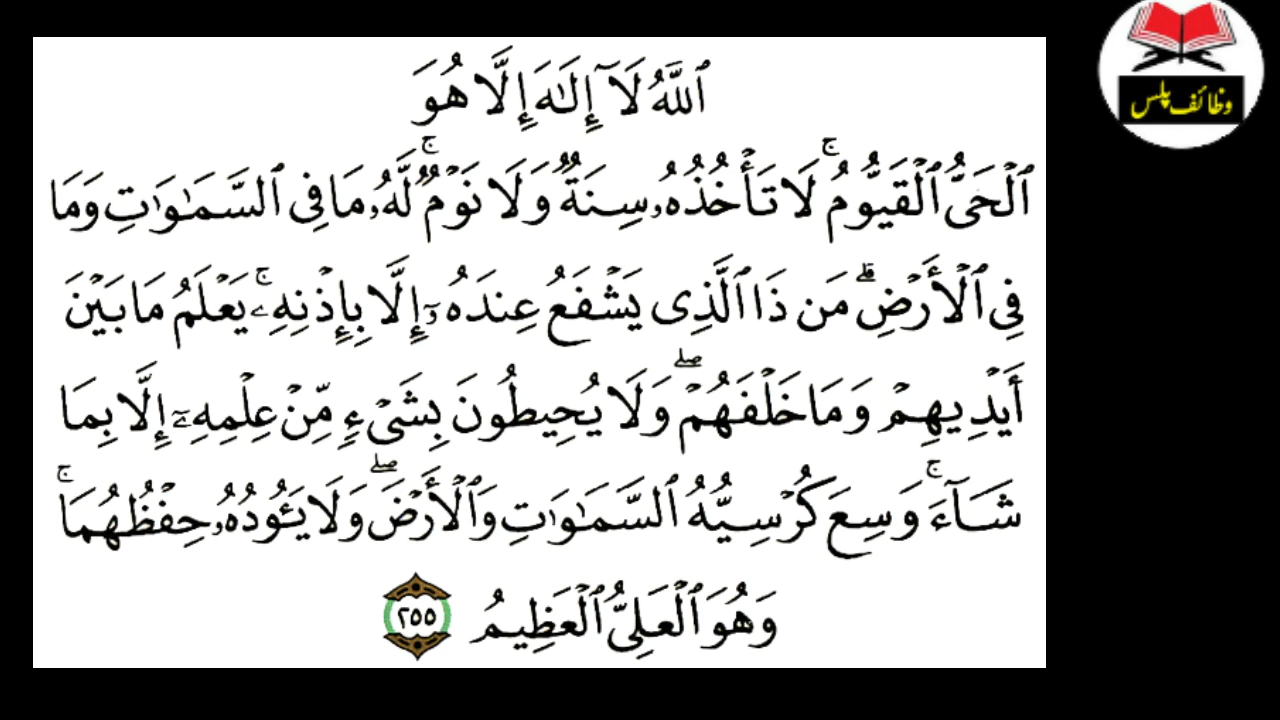 ٱللَّهُ لَآ إِلَـٰهَ إِلَّا هُوَ
ٱلْحَىُّ ٱلْقَيُّومُ ۚ لَا تَأْخُذُهُۥ سِنَةٌ وَلَا نَوْمٌ ۚ لَّهُۥ مَا فِى ٱلسَّمَـٰوَٰتِ وَمَا
فِى ٱلْأَرْضِ ۗ مَن ذَا ٱلَّذِى يَشْفَعُ عِندَهُۥٓ إِلَّا بِإِذْنِهِۦ ۚ يَعْلَمُ مَا بَيْنَ
أَيْدِيهِمْ وَمَا خَلْفَهُمْ ۖ وَلَا يُحِيطُونَ بِشَىْءٍ مِّنْ عِلْمِهِۦٓ إِلَّا بِمَا
شَآءَ ۚ وَسِعَ كُرْسِيُّهُ ٱلسَّمَـٰوَٰتِ وَٱلْأَرْضَ ۖ وَلَا يَـُٔودُهُۥ حِفْظُهُمَا ۚ
وَهُوَ ٱلْعَلِىُّ ٱلْعَظِيمُ ٢٥٥
وظائف پلس